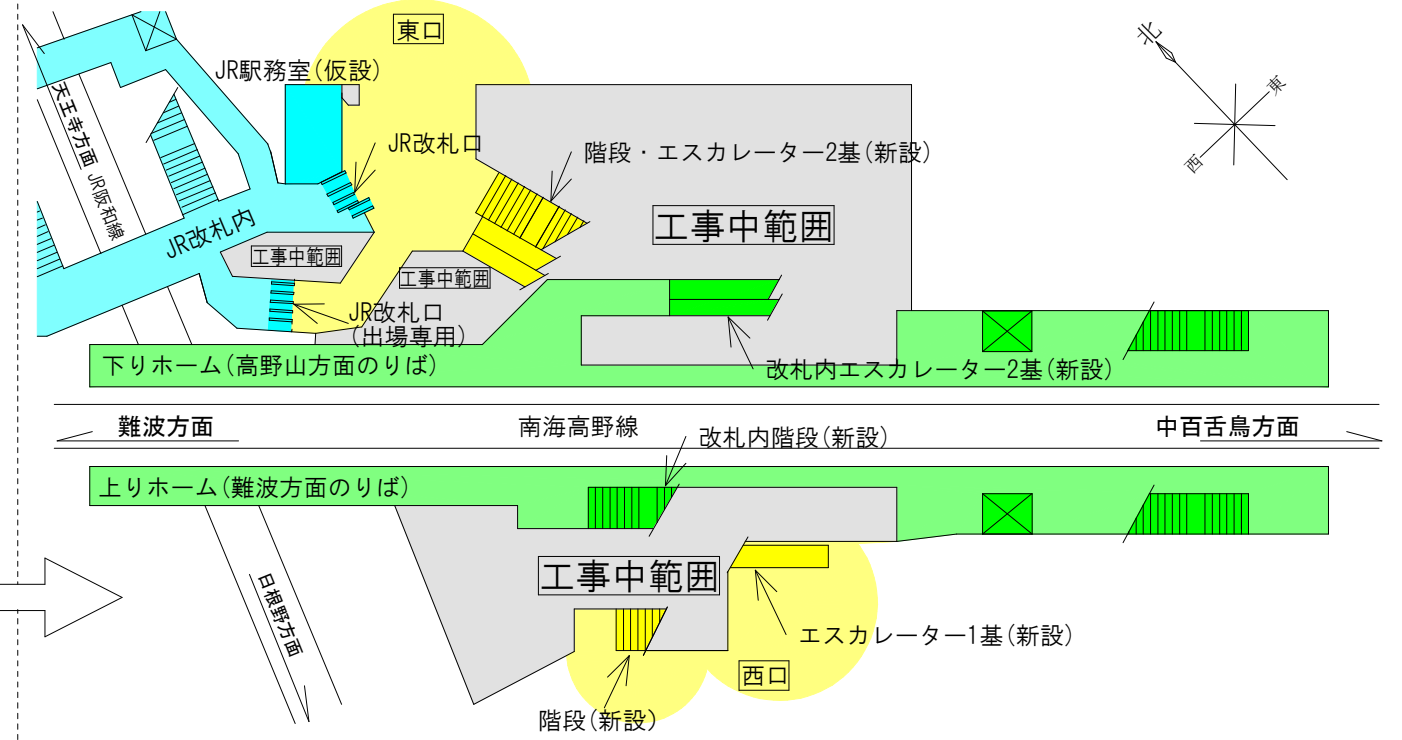 東口
北
東
西
JR駅務室(仮設)
天王寺方面
JR阪和線
JR改札口
階段・エスカレーター2基(新設)
工事中範囲
JR改札内
工事中範囲
工事中範囲
JR改札口
(出場専用)
下りホーム(高野山方面のりば)
改札内エスカレーター2基(新設)
難波方面
南海高野線
改札内階段(新設)
中百舌鳥方面
上りホーム(難波方面のりば)
工事中範囲
日根野方面
エスカレーター1基(新設)
西口
階段(新設)